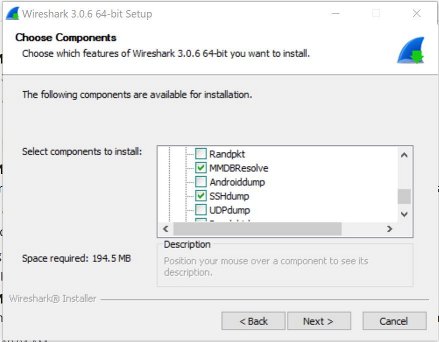 Wireshark 3.0.6 64-bit Setup
Choose Components
Choose which features of Wireshark 3.0.6 64-bit you want to install.
The following components are available for installation.
Select components to install:
Randpkt
MMDBResolve
Androiddump
SSHdump
UDPdump
Description
Position your mouse over a component to see its
description.
Space required: 194.5 MB
Wireshark® Installer
< Back
Next >
Cancel